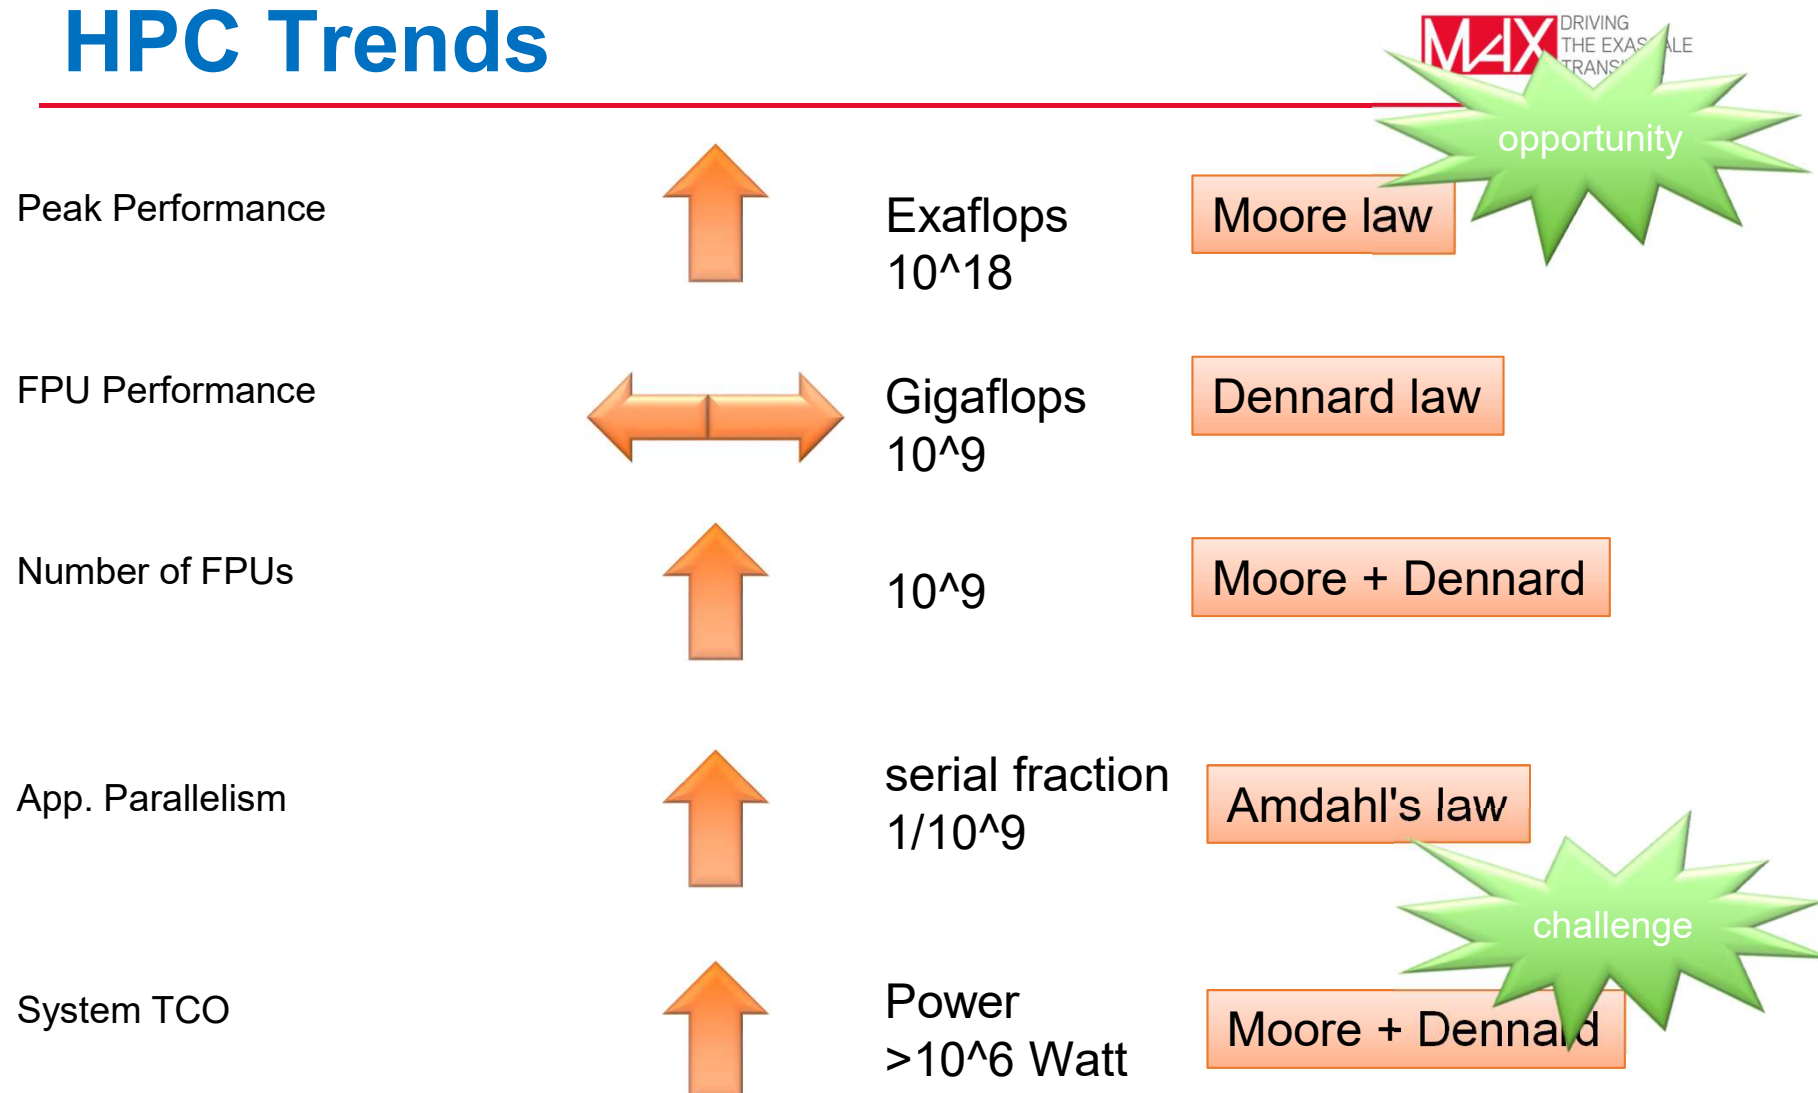 HPC Trends
MAX
DRIVING
THE EXASCALE
opportunity
Peak Performance
Exaflops
10^18
Moore law
FPU Performance
Gigaflops
10^9
Dennard law
Number of FPUs
10^9
Moore + Dennard
App. Parallelism
serial fraction
1/10^9
Amdahl's law
challenge
System TCO
Power
>10^6 Watt
Moore + Dennard